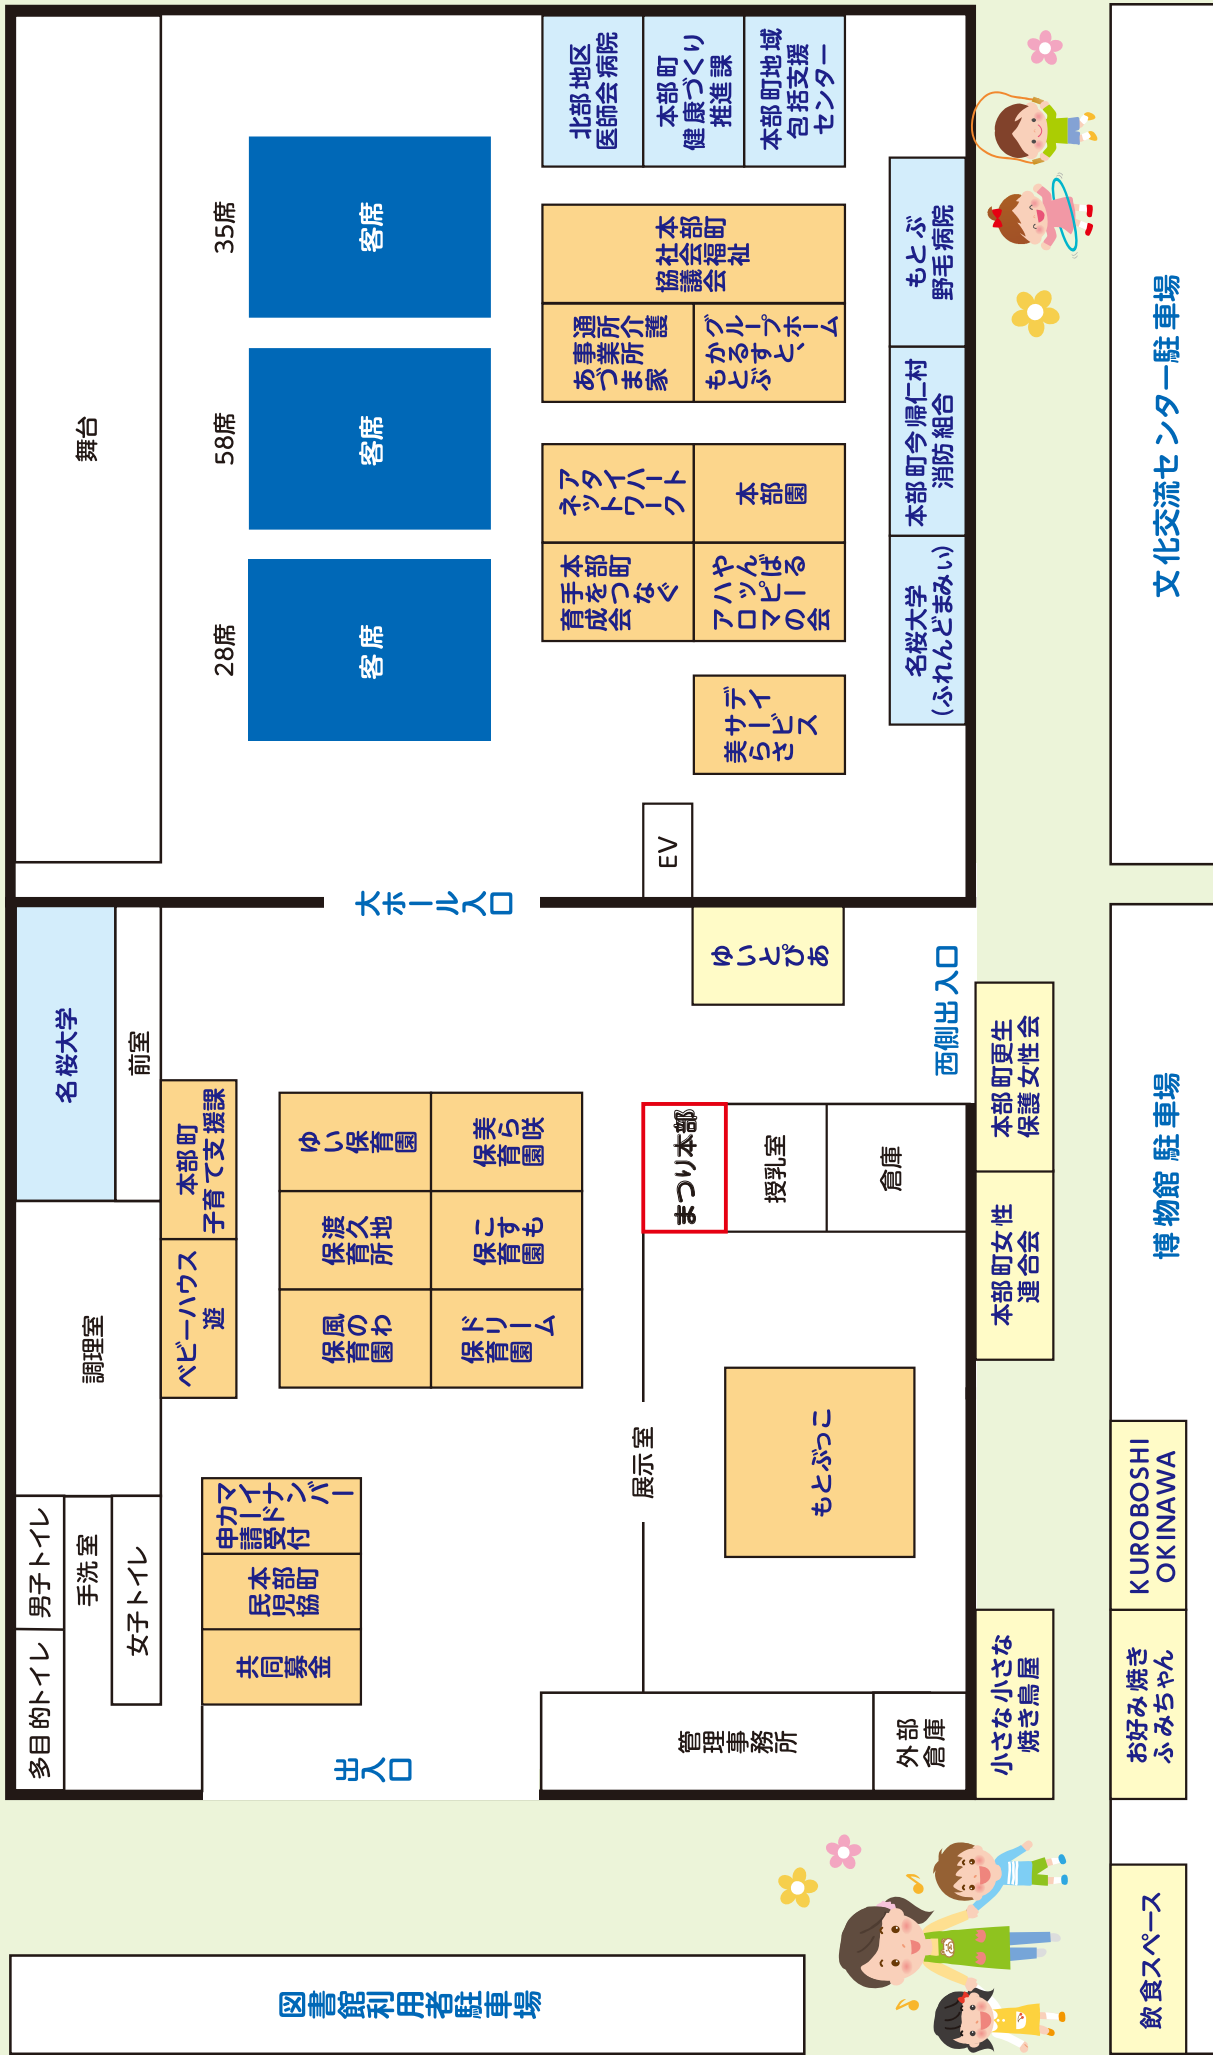 図書館利用者駐車場
多目的トイレ
男子トイレ
手洗室
女子トイレ
調理室
名桜大学
前室
舞台
出入口
共同募金
本部町
民児協
マイナンバー
カード
申請受付
ベビーハウス
遊
本部町
子育て支援課
風のわ
保育園
渡久地
保育所
ゆい保育園
ドリーム
保育園
こすも
保育園
美ら咲
保育園
大ホール入口
28席
客席
58席
客席
35席
客席
管理事務所
外部
倉庫
展示室
もとぶっこ
まつり本部
授乳室
倉庫
ゆいとぴあ
西側出入口
EV
デイ
サービス
美らさ
本部町
手をつなぐ
育成会
アタイハート
ネットワーク
やんばる
ハッピー
アロマの会
本部園
通所介護
事業所
あづま家
グループホーム
かるすと、
もとぶ
本部町
社会福祉
協議会
北部地区
医師会病院
本部町
健康づくり
推進課
本部町地域
包括支援
センター
名桜大学
(ふれんどまみぃ)
本部町今帰仁村
消防組合
もとぶ
野毛病院
小さな小さな
焼き鳥屋
本部町女性
連合会
本部町更生
保護女性会
飲食スペース
お好み焼き
ふみちゃん
KUROBOSHI
OKINAWA
博物館駐車場
文化交流センター駐車場